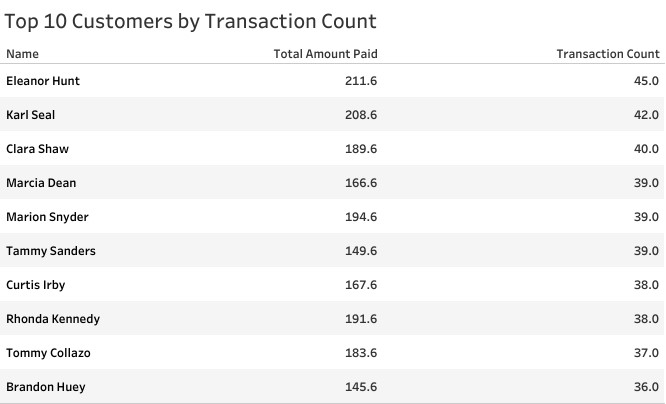 Top 10 Customers by Transaction Count
Name Total Amount Paid Transaction Count
Eleanor Hunt 211.6 45.0
Karl Seal 208.6 42.0
Clara Shaw 189.6 40.0
Marcia Dean 166.6 39.0
Marion Snyder 194.6 39.0
Tammy Sanders 149.6 39.0
Curtis Irby 167.6 38.0
Rhonda Kennedy 191.6 38.0
Tommy Collazo 183.6 37.0
Brandon Huey 145.6 36.0